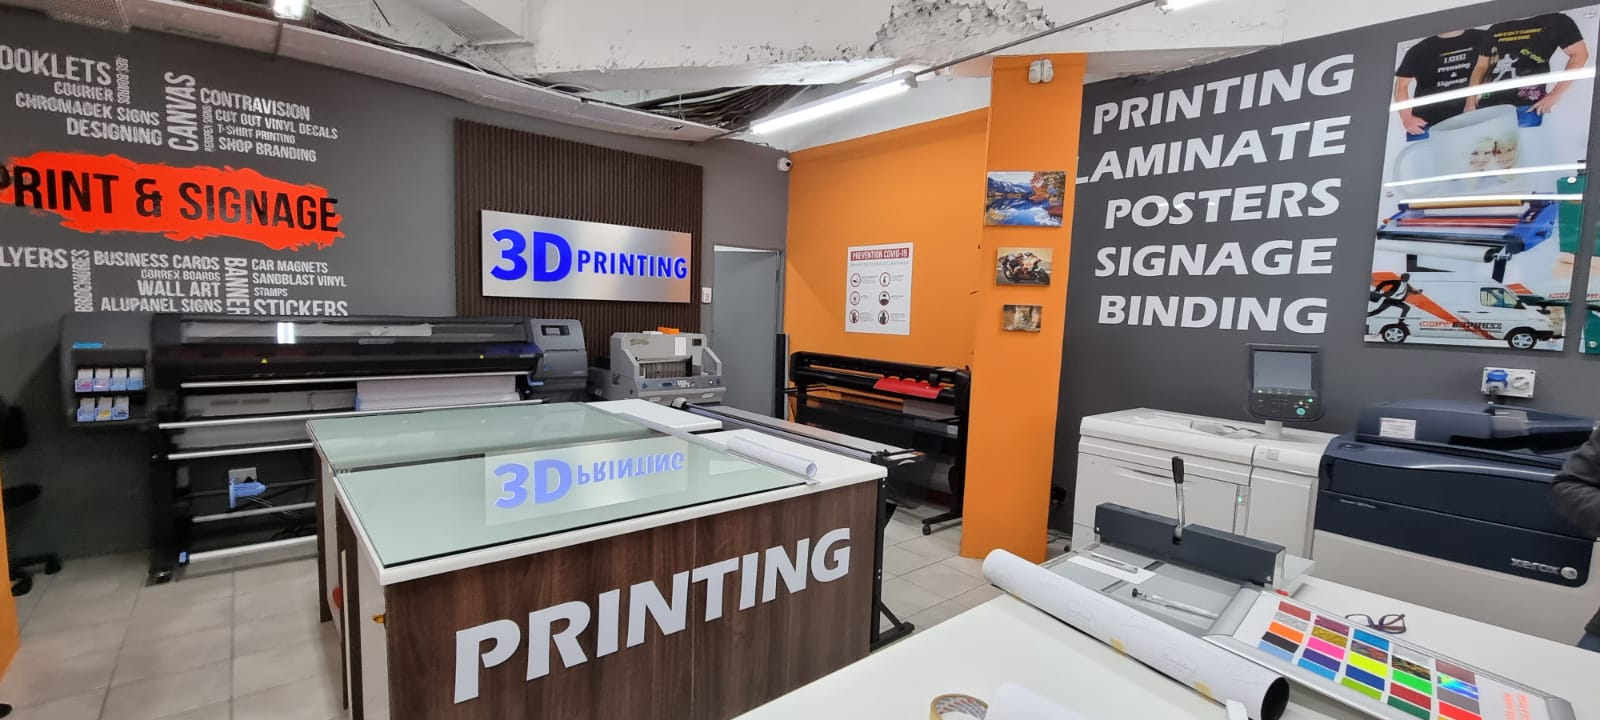 OOKLETS
COURIER
CHROMADEK SIGNS
DESIGNING
CANVAS
CONTRAVISION
CUT OUT VINYL DECALS
T-SHIRT PRINTING
SHOP BRANDING
PRINT & SIGNAGE
LYERS
BROCHURES
BUSINESS CARDS
CORREX BOARDS
WALL ART
ALUPANEL SIGNS
BANNER
CAR MAGNETS
SANDBLAST VINYL
STAMPS
STICKERS
3D PRINTING
PREVENTION COVID-19
PRINTING
LAMINATE
POSTERS
SIGNAGE
BINDING
3D PRINTING
PRINTING
xerox